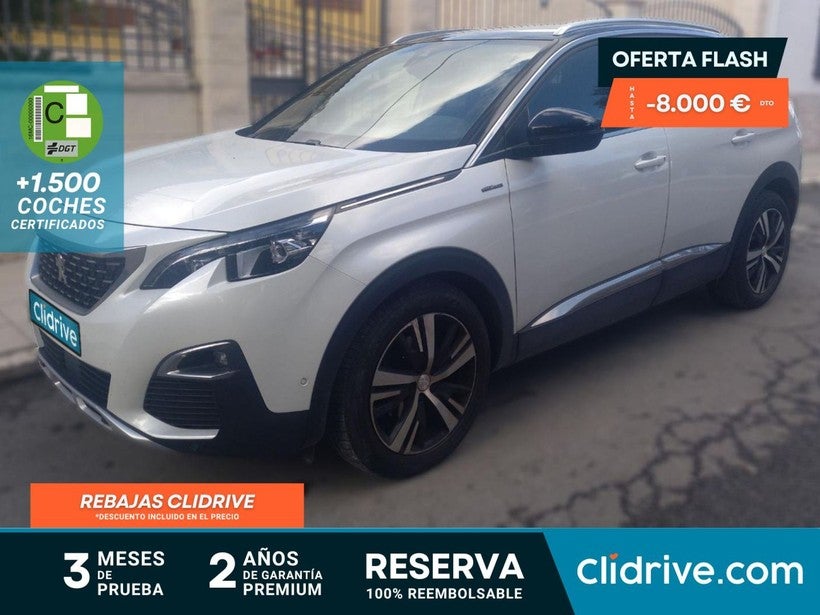 OFERTA FLASH
HASTA
-8.000 €
DTO
C
DGT
+1.500
COCHES
CERTIFICADOS
Clidrive
REBAJAS CLIDRIVE
*DESCUENTO INCLUIDO EN EL PRECIO
3 MESES
DE
PRUEBA
2 AÑOS
DE GARANTÍA
PREMIUM
RESERVA
100% REEMBOLSABLE
Clidrive.com